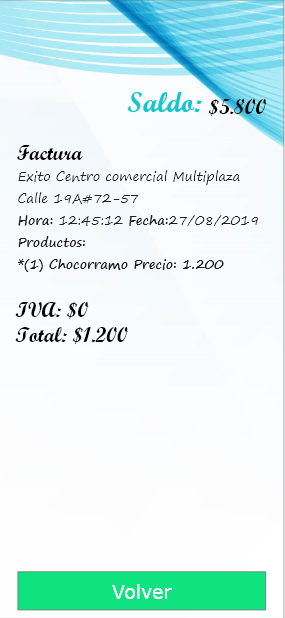 Saldo: $5.800
Factura
Exito Centro comercial Multiplaza
Calle 19A#72-57
Hora: 12:45:12 Fecha:27/08/2019
Productos:
*(1) Chocorramo Precio: 1.200
IVA: $0
Total: $1.200
Volver